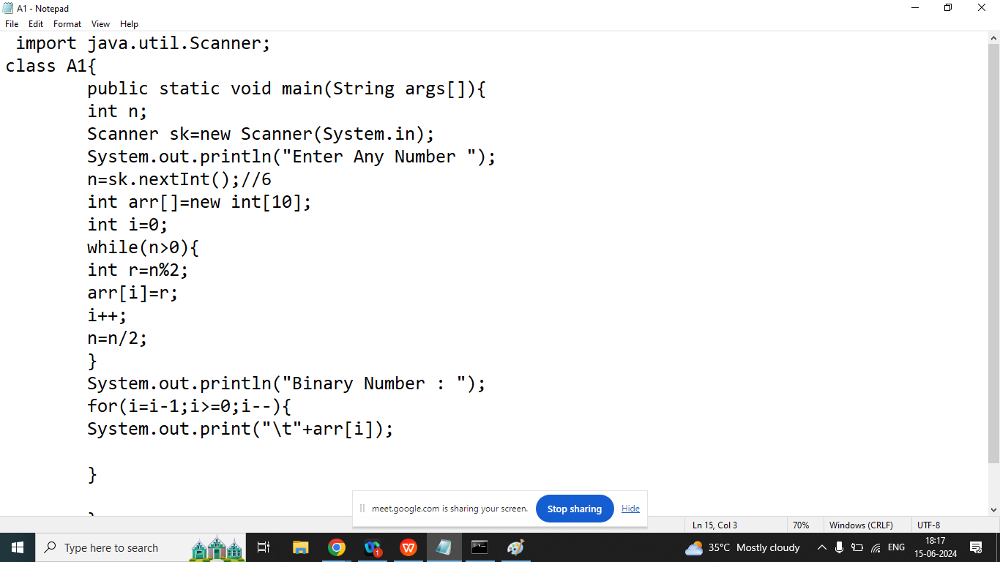 A1 - Notepad
File Edit Format View Help
import java.util.Scanner;
class A1{
public static void main(String args[]){
int n;
Scanner sk=new Scanner(System.in);
System.out.println("Enter Any Number ");
n=sk.nextInt();//6
int arr[]=new int[10];
int i=0;
while(n>0){
int r=n%2;
arr[i]=r;
i++;
n=n/2;
}
System.out.println("Binary Number : ");
for(i=i-1;i>=0;i--){
System.out.print("\t"+arr[i]);
}
meet.google.com is sharing your screen. Stop sharing Hide
Ln 15, Col 3 70% Windows (CRLF) UTF-8
Type here to search 1 W 35°C Mostly cloudy ENG 18:17
15-06-2024